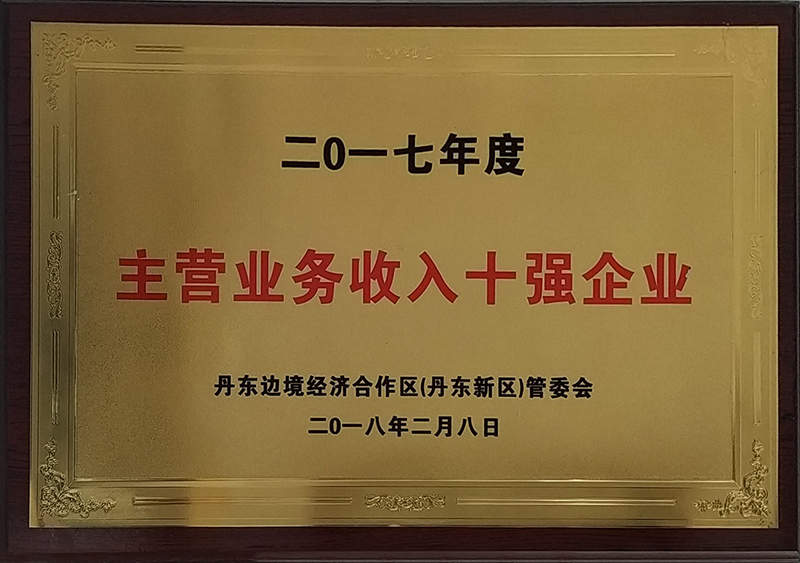 二0一七年度
主营业务收入十强企业
丹东边境经济合作区(丹东新区)管委会
二0一八年二月八日